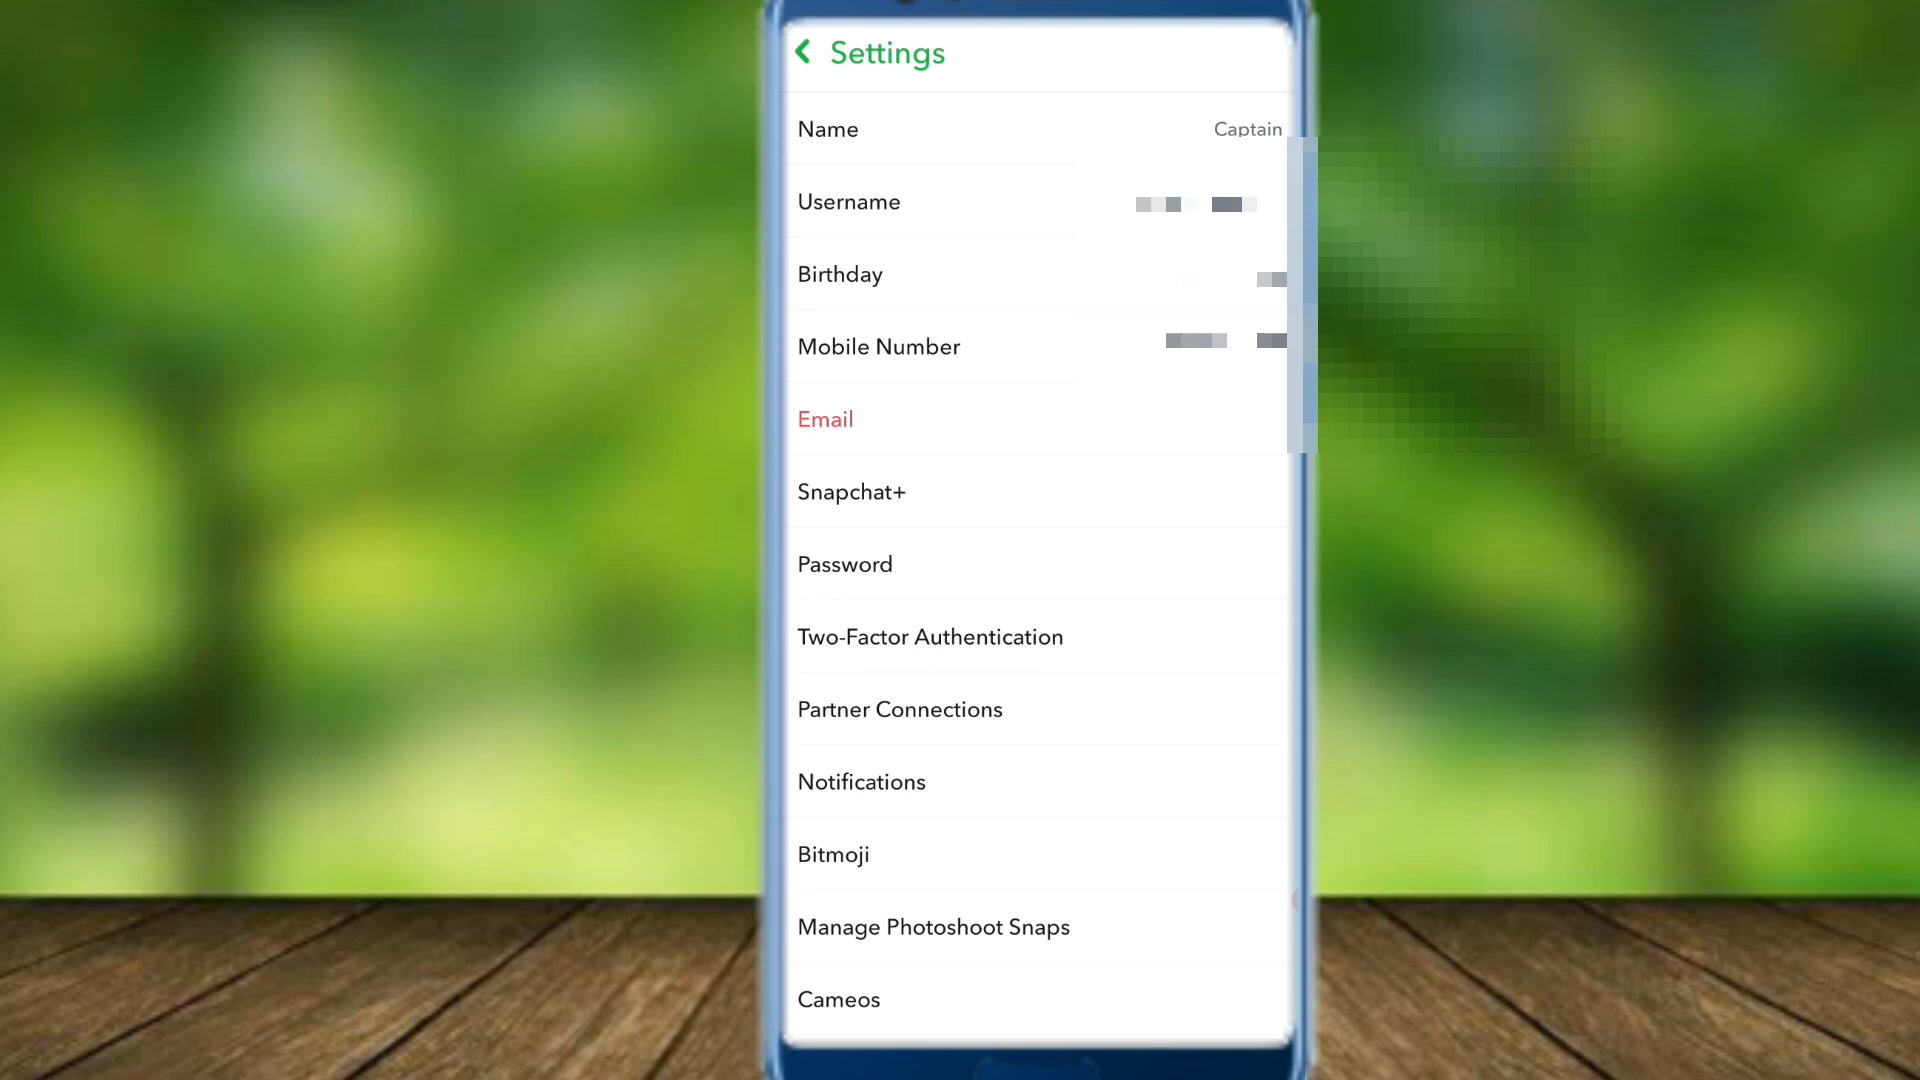 Settings
Name Captain
Username
Birthday
Mobile Number
Email
Snapchat+
Password
Two-Factor Authentication
Partner Connections
Notifications
Bitmoji
Manage Photoshoot Snaps
Cameos